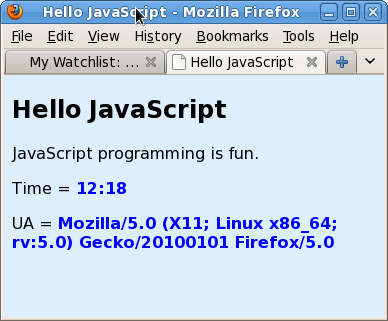 Hello JavaScript - Mozilla Firefox
File Edit View History Bookmarks Tools Help
My Watchlist: ... Hello JavaScript
Hello JavaScript
JavaScript programming is fun.
Time = 12:18
UA = Mozilla/5.0 (X11; Linux x86_64;
rv:5.0) Gecko/20100101 Firefox/5.0